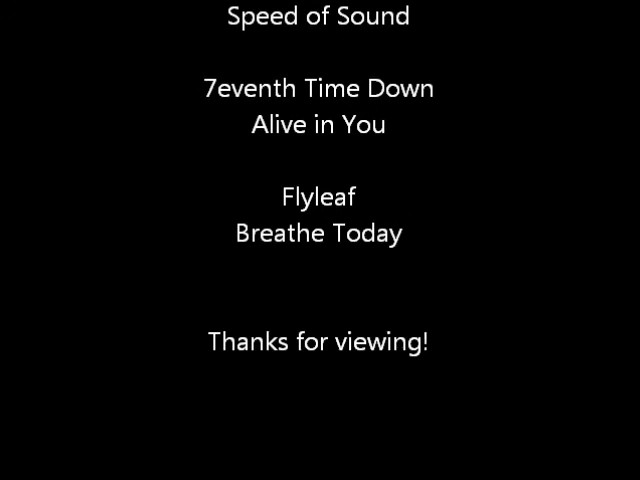 Speed of Sound
7eventh Time Down
Alive in You
Flyleaf
Breathe Today
Thanks for viewing!